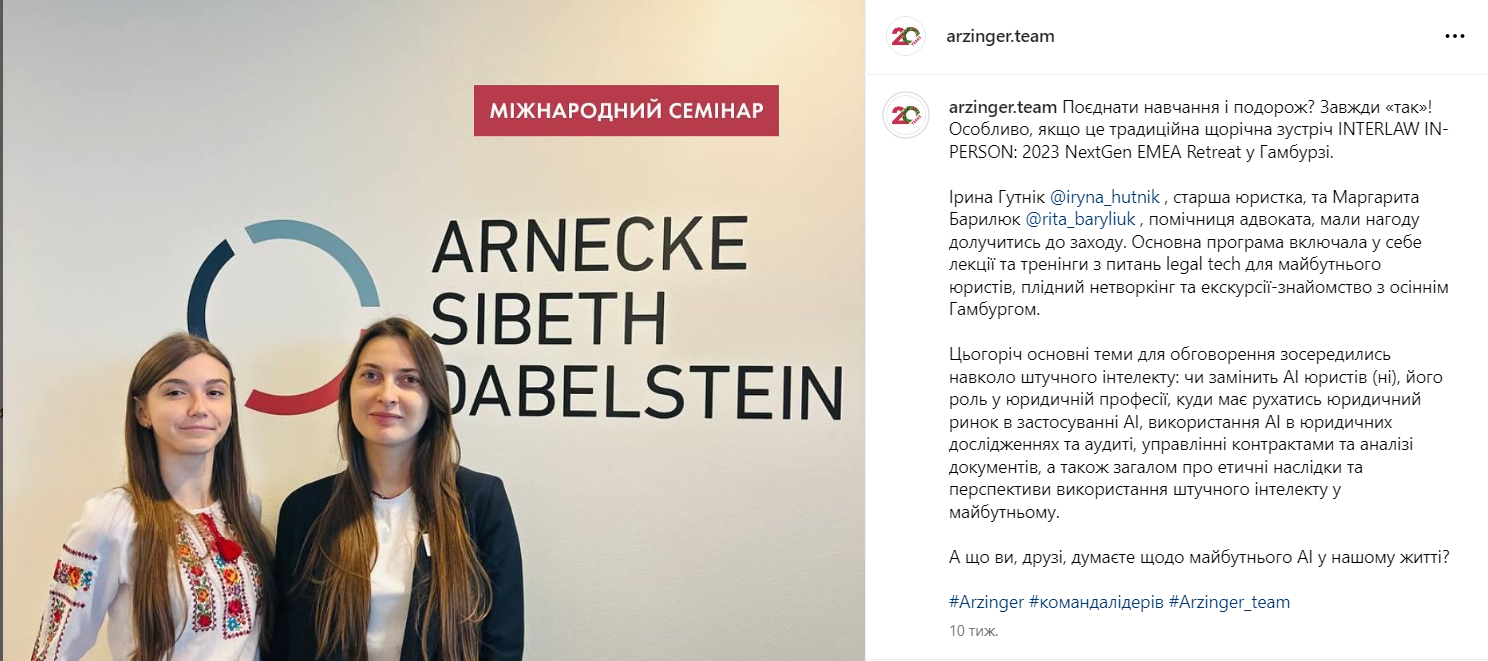 МІЖНАРОДНИЙ СЕМІНАР
ARNECKE
SIBETH
DABELSTEIN
arzinger.team
arzinger.team Поєднати навчання і подорож? Завжди «так»!
Особливо, якщо це традиційна щорічна зустріч INTERLAW IN-
PERSON: 2023 NextGen EMEA Retreat у Гамбурзі.
Ірина Гутнік @iryna_hutnik , старша юристка, та Маргарита
Барилюк @rita_baryliuk , помічниця адвоката, мали нагоду
долучитись до заходу. Основна програма включала у себе
лекції та тренінги з питань legal tech для майбутнього
юристів, плідний нетворкінг та екскурсії-знайомство з осіннім
Гамбургом.
Цьогоріч основні теми для обговорення зосередились
навколо штучного інтелекту: чи замінить АІ юристів (ні), його
роль у юридичній професії, куди має рухатись юридичний
ринок в застосуванні АІ, використання АІ в юридичних
дослідженнях та аудиті, управлінні контрактами та аналізі
документів, а також загалом про етичні наслідки та
перспективи використання штучного інтелекту у
майбутньому.
А що ви, друзі, думаєте щодо майбутнього АІ у нашому житті?
#Arzinger #командалідерів #Arzinger_team
10 тиж.